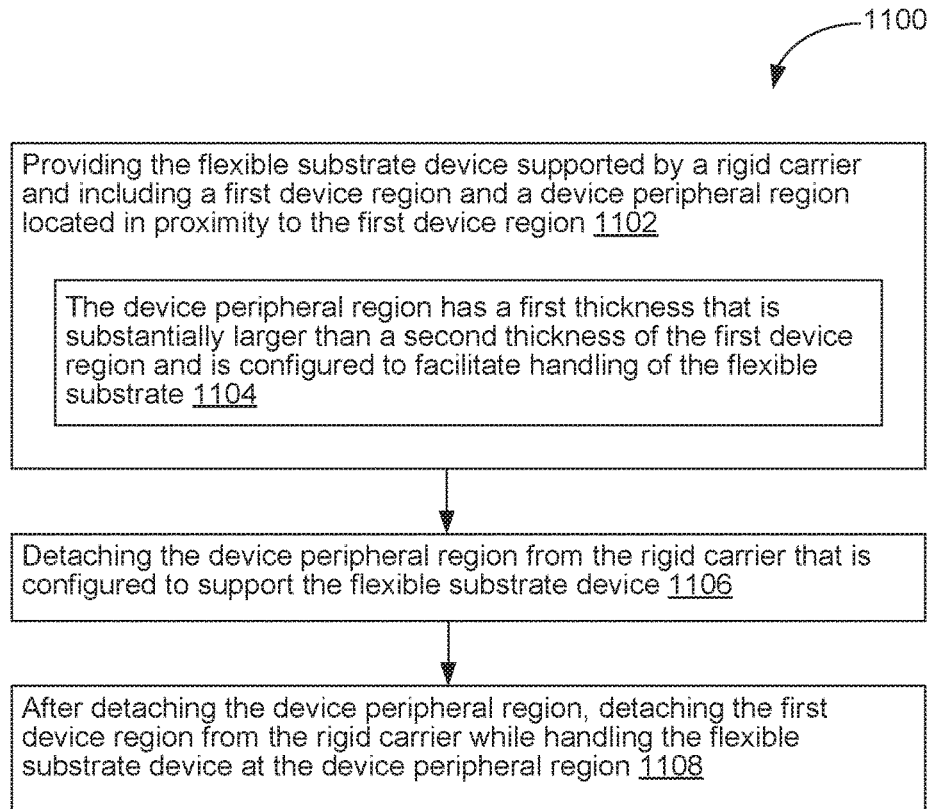 1100
Providing the flexible substrate device supported by a rigid carrier
and including a first device region and a device peripheral region
located in proximity to the first device region 1102
The device peripheral region has a first thickness that is
substantially larger than a second thickness of the first device
region and is configured to facilitate handling of the flexible
substrate 1104
Detaching the device peripheral region from the rigid carrier that is
configured to support the flexible substrate device 1106
After detaching the device peripheral region, detaching the first
device region from the rigid carrier while handling the flexible
substrate device at the device peripheral region 1108